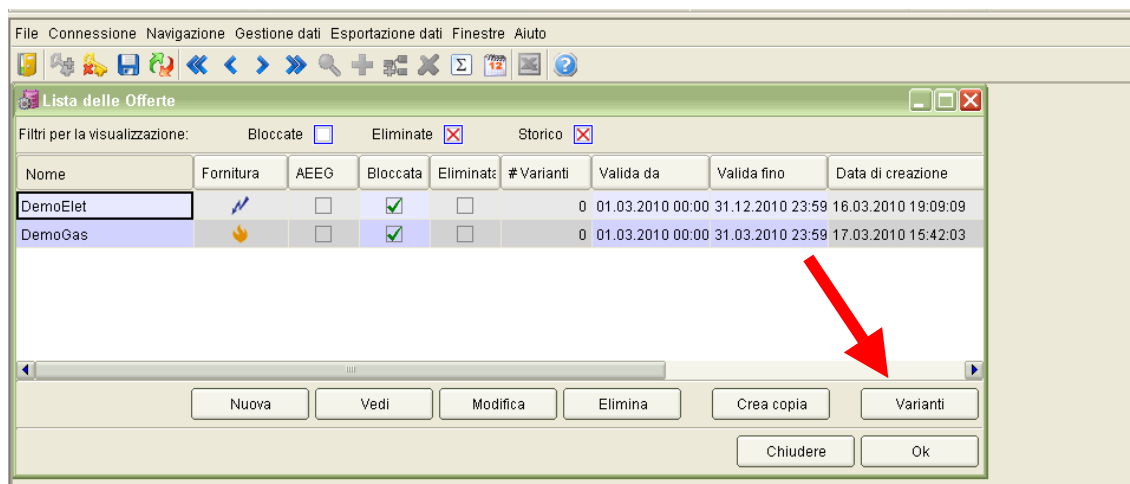 File Connessione Navigazione Gestione dati Esportazione dati Finestre Aiuto
Σ 12 ?
Lista delle Offerte
Filtri per la visualizzazione: Bloccate Eliminate Storico
Nome Fornitura AEEG Bloccata Eliminata # Varianti Valida da Valida fino Data di creazione
DemoElet 0 01.03.2010 00:00 31.12.2010 23:59 16.03.2010 19:09:09
DemoGas 0 01.03.2010 00:00 31.03.2010 23:59 17.03.2010 15:42:03
Nuova Vedi Modifica Elimina Crea copia Varianti
Chiudere Ok